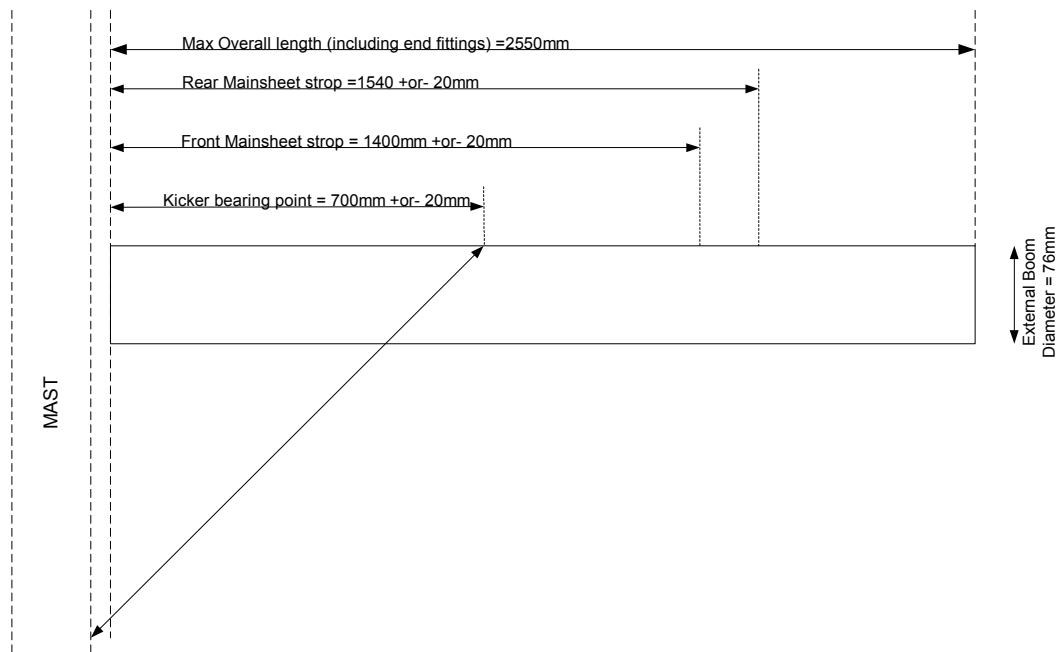 Max Overall length (including end fittings) =2550mm
Rear Mainsheet strop =1540 +or- 20mm
Front Mainsheet strop = 1400mm +or- 20mm
Kicker bearing point = 700mm +or- 20mm
External Boom
Diameter = 76mm
MAST